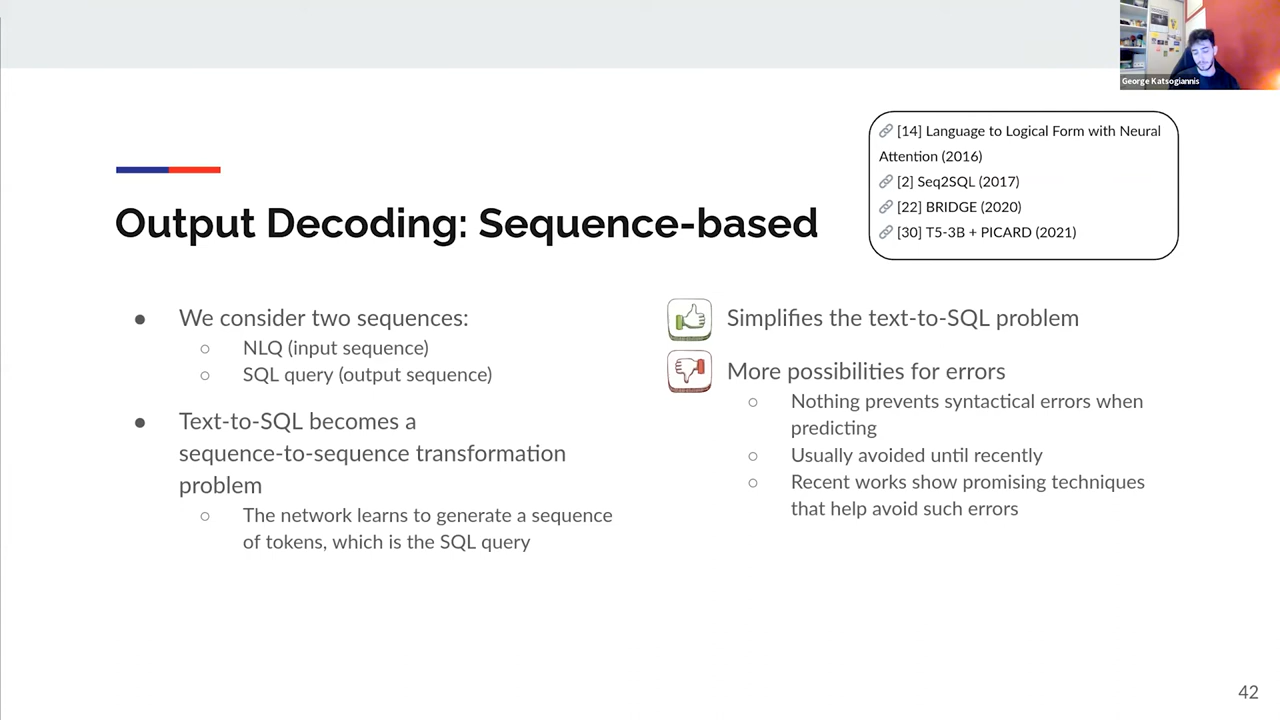 George Katsogiannis
[14] Language to Logical Form with Neural
Attention (2016)
[2] Seq2SQL (2017)
[22] BRIDGE (2020)
[30] T5-3B + PICARD (2021)
Output Decoding: Sequence-based
● We consider two sequences:
○ NLQ (input sequence)
○ SQL query (output sequence)
● Text-to-SQL becomes a
sequence-to-sequence transformation
problem
○ The network learns to generate a sequence
of tokens, which is the SQL query
Simplifies the text-to-SQL problem
More possibilities for errors
○ Nothing prevents syntactical errors when
predicting
○ Usually avoided until recently
○ Recent works show promising techniques
that help avoid such errors
42